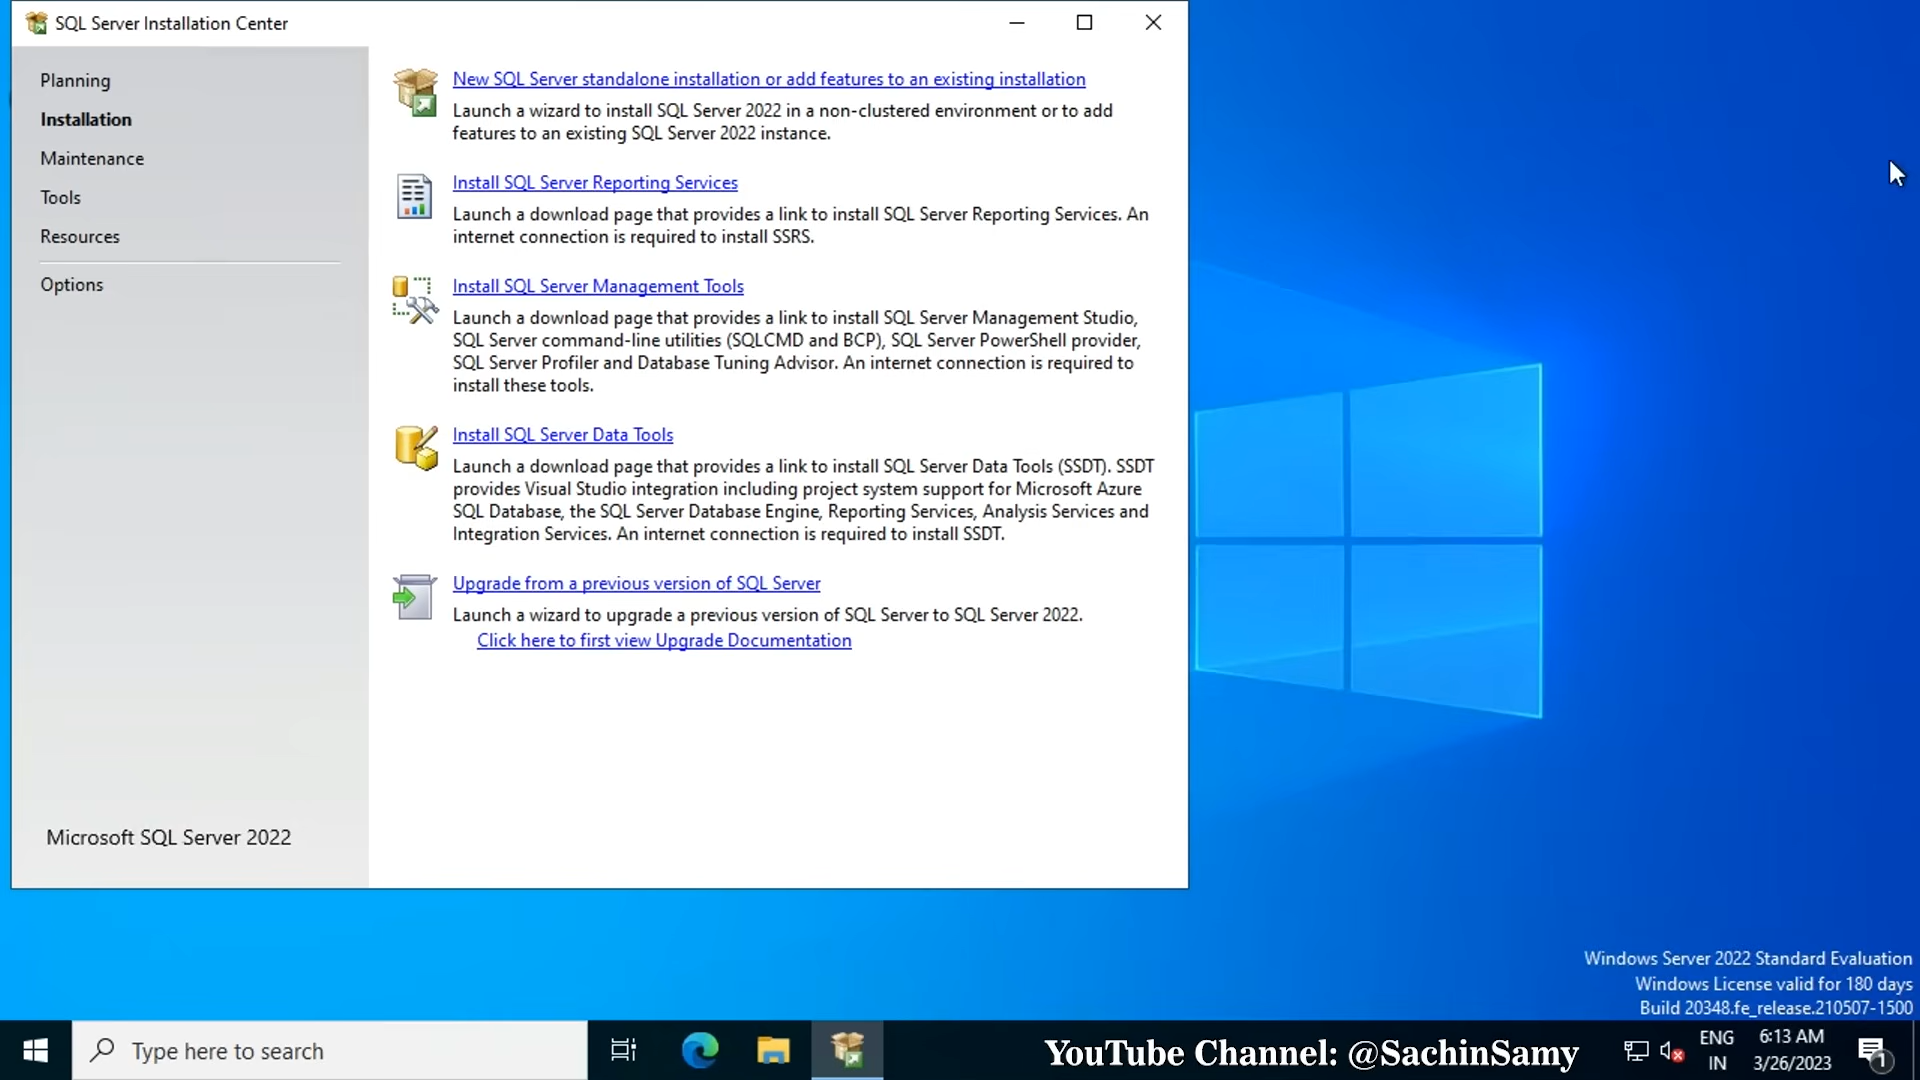 SQL Server Installation Center
Planning
Installation
Maintenance
Tools
Resources
Options
Microsoft SQL Server 2022
New SQL Server standalone installation or add features to an existing installation
Launch a wizard to install SQL Server 2022 in a non-clustered environment or to add
features to an existing SQL Server 2022 instance.
Install SQL Server Reporting Services
Launch a download page that provides a link to install SQL Server Reporting Services. An
internet connection is required to install SSRS.
Install SQL Server Management Tools
Launch a download page that provides a link to install SQL Server Management Studio,
SQL Server command-line utilities (SQLCMD and BCP), SQL Server PowerShell provider,
SQL Server Profiler and Database Tuning Advisor. An internet connection is required to
install these tools.
Install SQL Server Data Tools
Launch a download page that provides a link to install SQL Server Data Tools (SSDT). SSDT
provides Visual Studio integration including project system support for Microsoft Azure
SQL Database, the SQL Server Database Engine, Reporting Services, Analysis Services and
Integration Services. An internet connection is required to install SSDT.
Upgrade from a previous version of SQL Server
Launch a wizard to upgrade a previous version of SQL Server to SQL Server 2022.
Click here to first view Upgrade Documentation
Windows Server 2022 Standard Evaluation
Windows License valid for 180 days
Build 20348.fe_release.210507-1500
Type here to search
YouTube Channel: @SachinSamy
ENG
IN
6:13 AM
3/26/2023
1